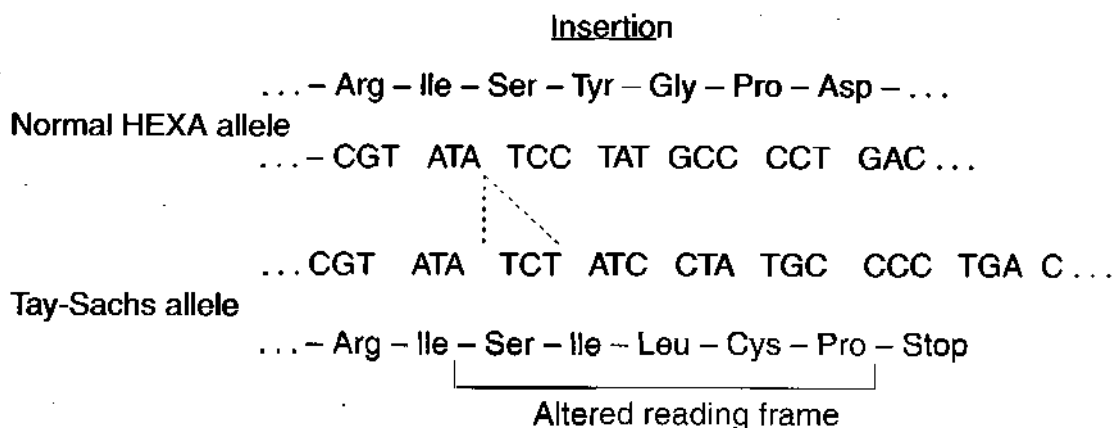 Insertion
... – Arg – Ile – Ser – Tyr – Gly – Pro – Asp – ...
Normal HEXA allele
... – CGT ATA TCC TAT GCC CCT GAC ...
... CGT ATA TCT ATC CTA TGC CCC TGA C ...
Tay-Sachs allele
... – Arg – Ile – Ser – Ile – Leu – Cys – Pro – Stop
Altered reading frame